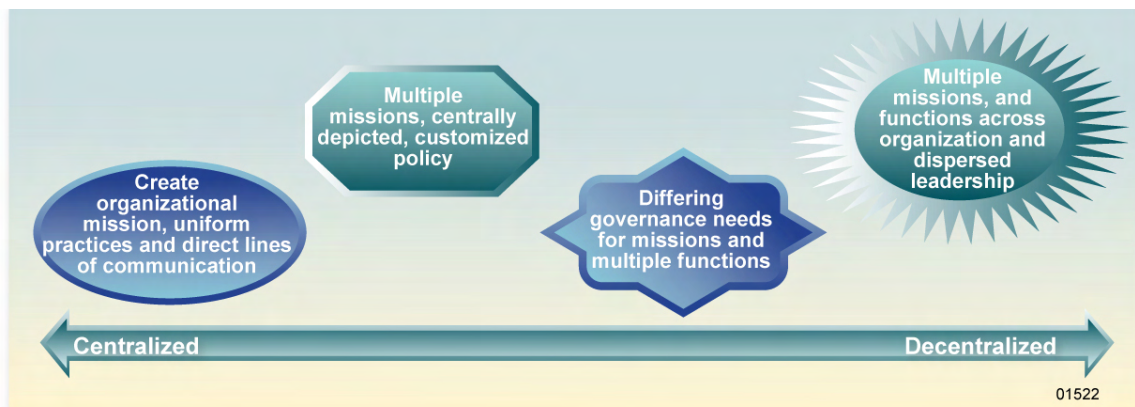 Create
organizational
mission, uniform
practices and direct lines
of communication
Multiple
missions, centrally
depicted, customized
policy
Differing
governance needs
for missions and
multiple functions
Multiple
missions, and
functions across
organization and
dispersed
leadership
Centralized
Decentralized
01522